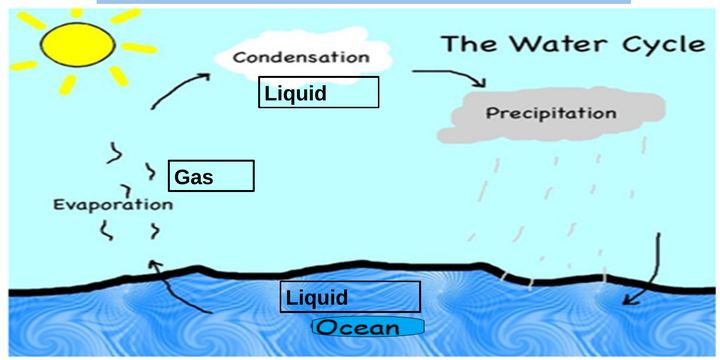 The Water Cycle
Condensation
Liquid
Precipitation
Gas
Evaporation
Liquid
Ocean